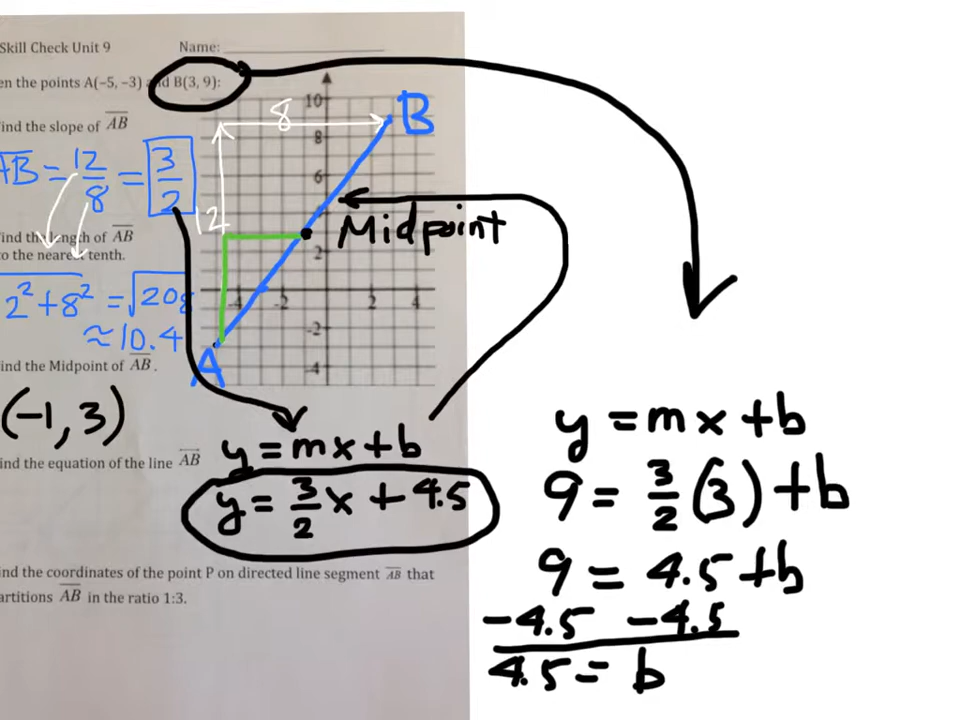 Skill Check Unit 9 Name:
en the points A(−5, −3) and B(3, 9):
ind the slope of AB
AB = 12/8 = 3/2
ind the length of AB
to the nearest tenth.
2² + 8² = √208
≈ 10.4
ind the Midpoint of AB.
(−1, 3)
ind the equation of the line AB
nd the coordinates of the point P on directed line segment AB that
artitions AB in the ratio 1:3.
8
12
B
A
Midpoint
10
8
6
2
-4 -2 2 4
-2
-4
y = mx + b
y = 3/2 x + 4.5
y = mx + b
9 = 3/2 (3) + b
9 = 4.5 + b
−4.5 −4.5
4.5 = b